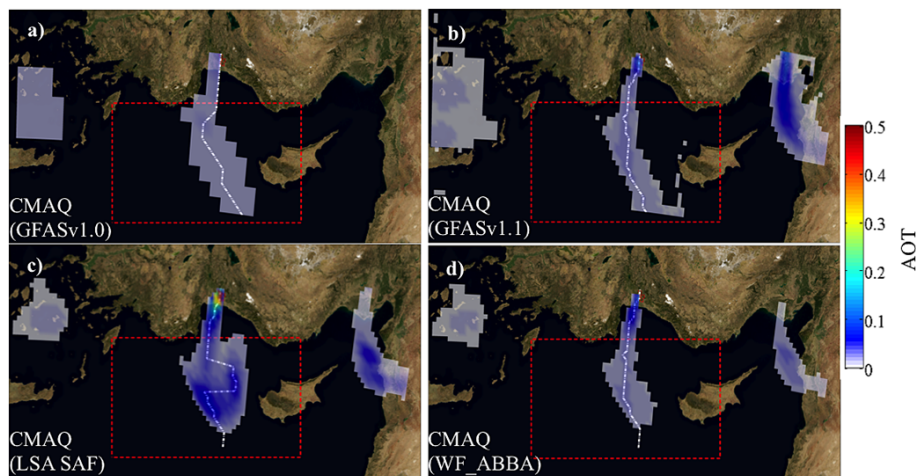 a)
CMAQ
(GFASv1.0)
b)
CMAQ
(GFASv1.1)
c)
CMAQ
(LSA SAF)
d)
CMAQ
(WF_ABBA)
0.5
0.4
0.3
0.2
0.1
0
AOT